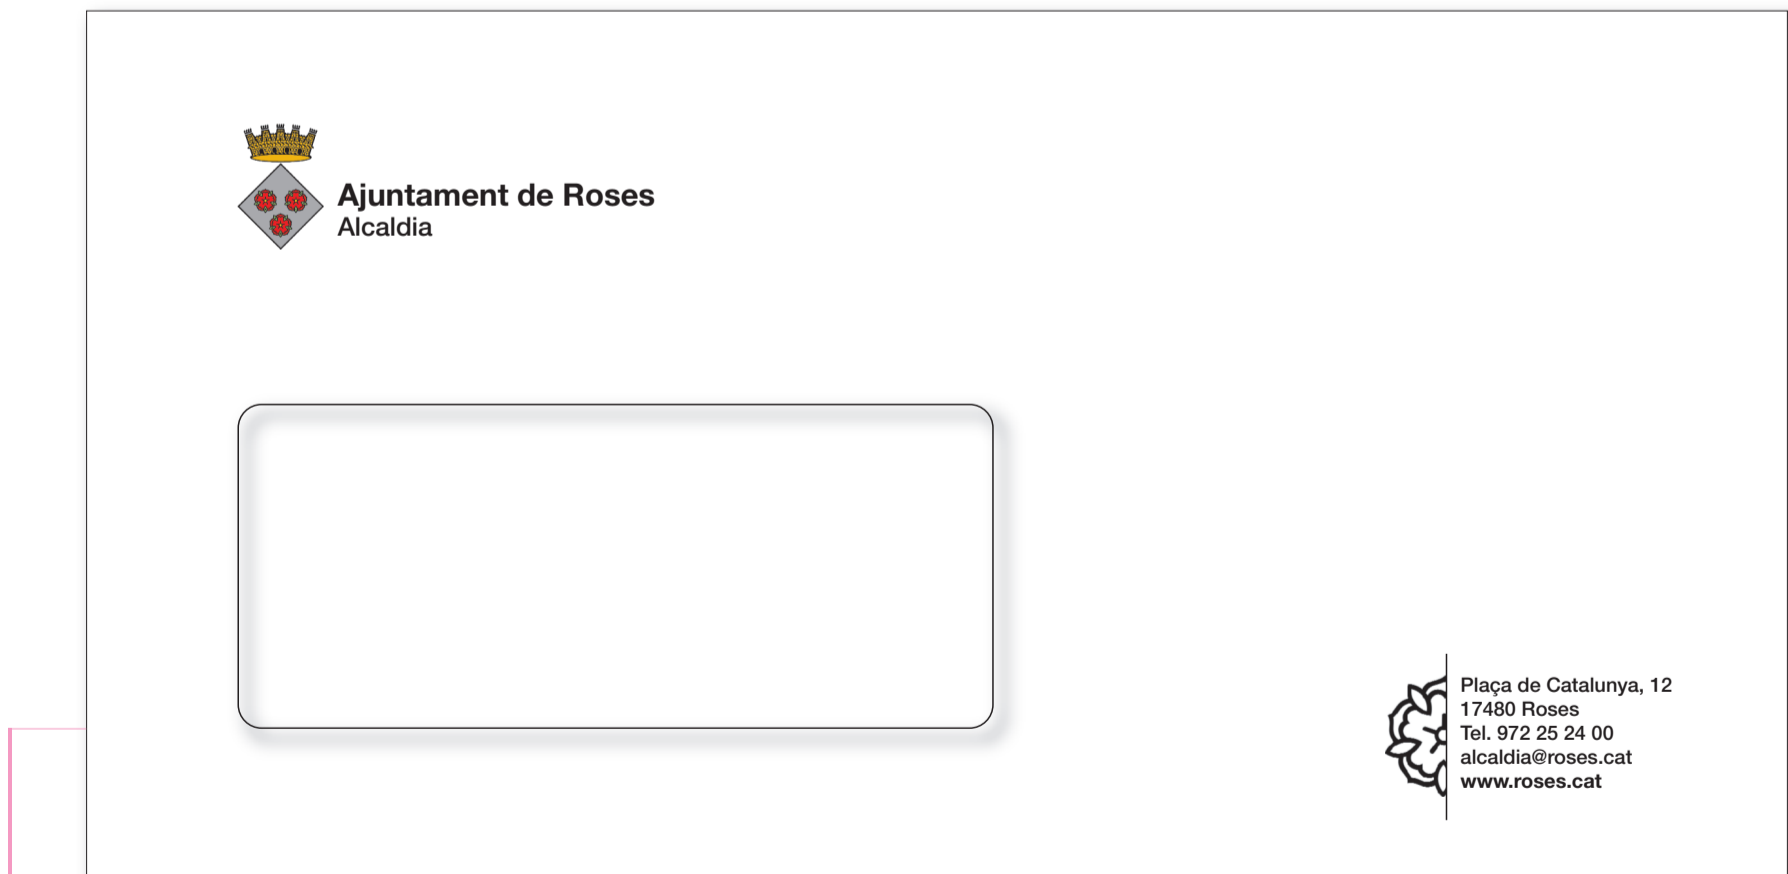 Ajuntament de Roses
Alcaldia
Plaça de Catalunya, 12
17480 Roses
Tel. 972 25 24 00
alcaldia@roses.cat
www.roses.cat